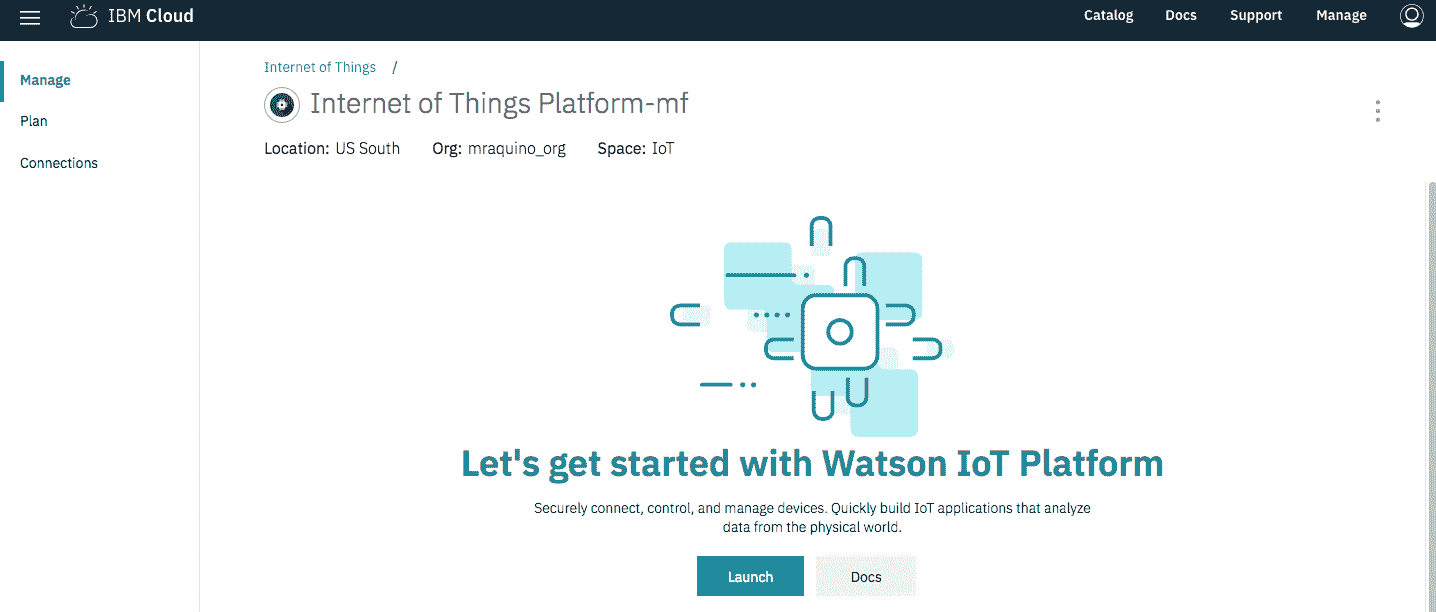 IBM Cloud
Catalog Docs Support Manage
Manage
Plan
Connections
Internet of Things /
Internet of Things Platform-mf
Location: US South Org: mraquino_org Space: IoT
Let's get started with Watson IoT Platform
Securely connect, control, and manage devices. Quickly build IoT applications that analyze
data from the physical world.
Launch Docs